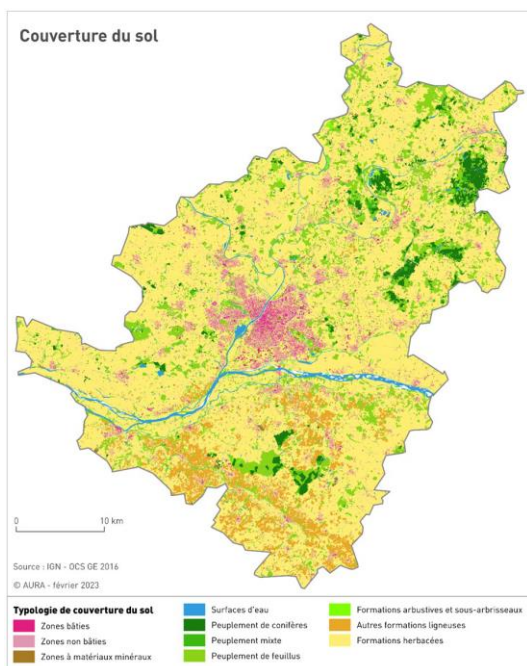 Couverture du sol
0 10 km
Source : IGN - OCS GE 2016
© AURA - février 2023
Typologie de couverture du sol
Zones bâties
Zones non bâties
Zones à matériaux minéraux
Surfaces d'eau
Peuplement de conifères
Peuplement mixte
Peuplement de feuillus
Formations arbustives et sous-arbrisseaux
Autres formations ligneuses
Formations herbacées